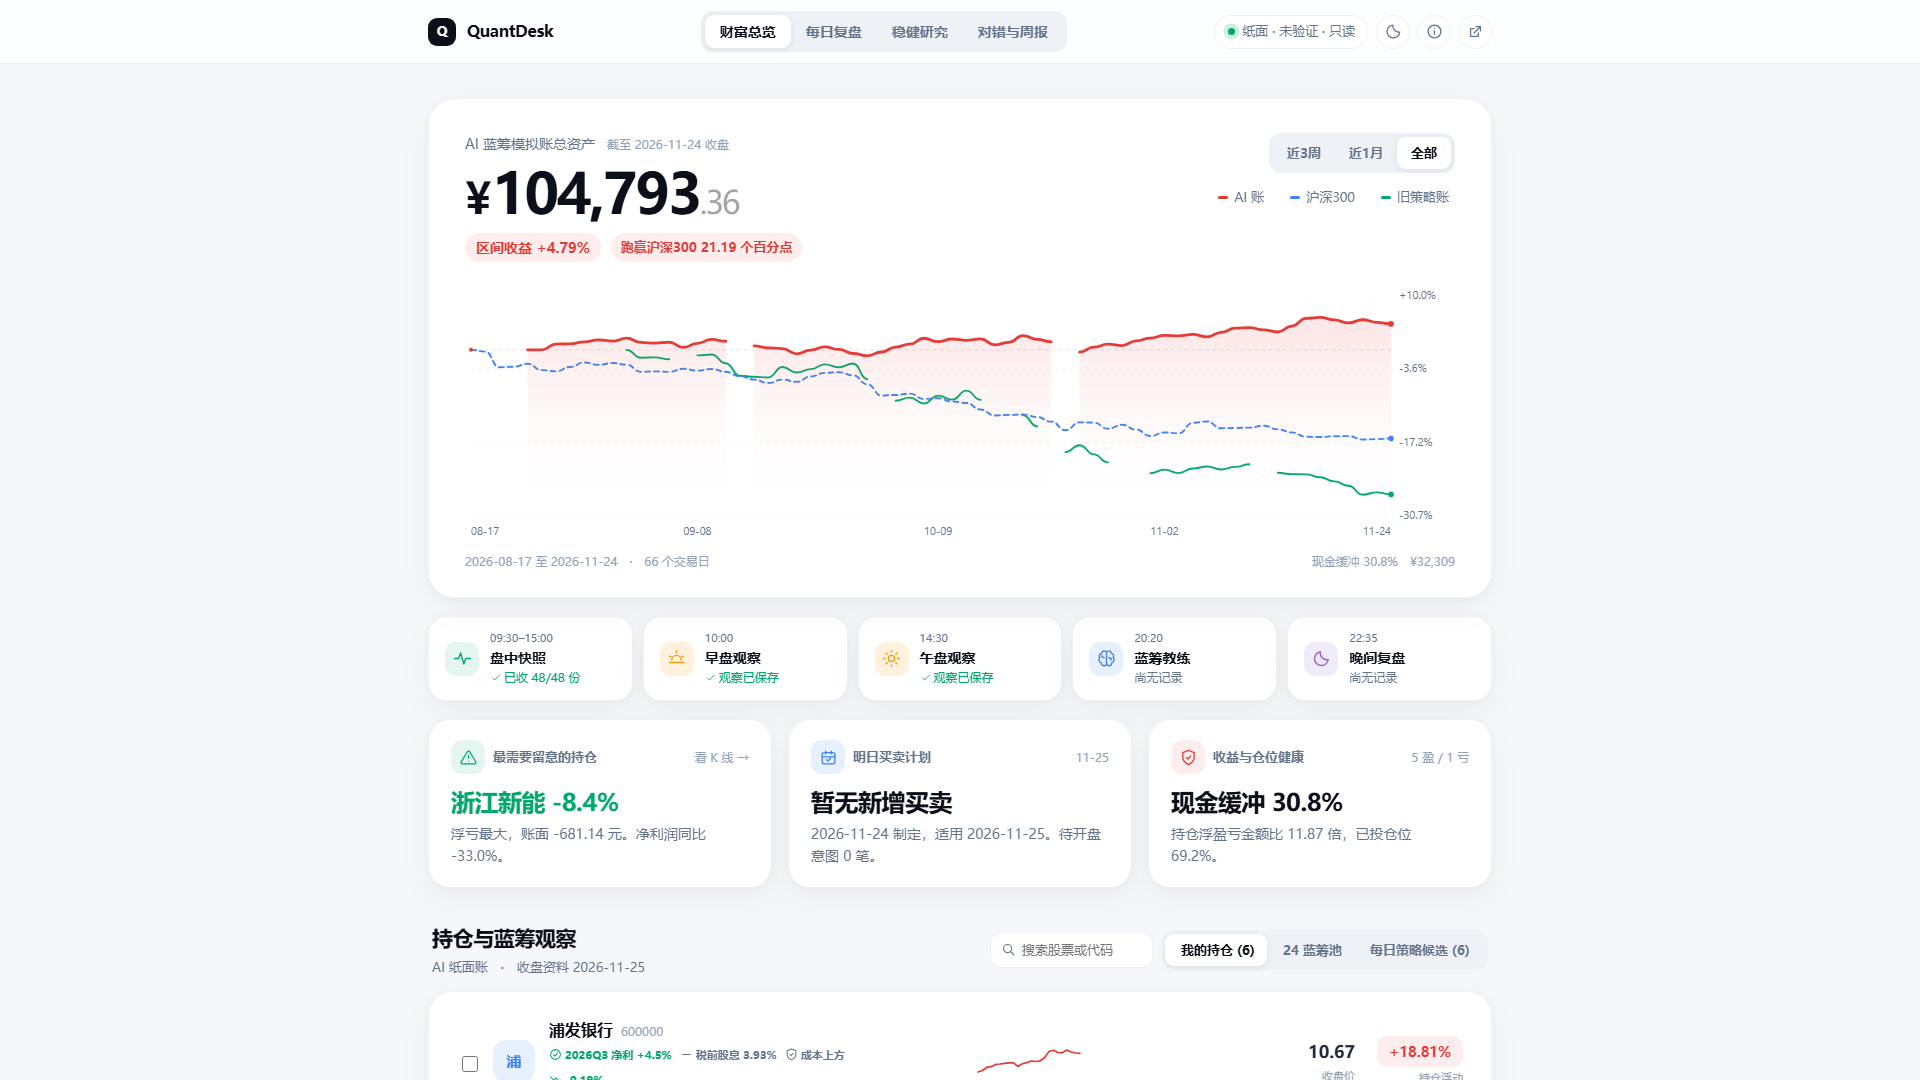 Q QuantDesk
财富总览 每日复盘 稳健研究 对错与周报
纸面 · 未验证 · 只读
AI 蓝筹模拟账总资产 截至 2026-11-24 收盘
¥104,793.36
区间收益 +4.79% 跑赢沪深300 21.19 个百分点
近3周 近1月 全部
AI 账 沪深300 旧策略账
+10.0%
-3.6%
-17.2%
-30.7%
08-17 09-08 10-09 11-02 11-24
2026-08-17 至 2026-11-24 · 66 个交易日
现金缓冲 30.8% ¥32,309
09:30–15:00
盘中快照
已收 48/48 份
10:00
早盘观察
观察已保存
14:30
午盘观察
观察已保存
20:20
蓝筹教练
尚无记录
22:35
晚间复盘
尚无记录
最需要留意的持仓 看 K 线 →
浙江新能 -8.4%
浮亏最大，账面 -681.14 元。净利润同比
-33.0%。
明日买卖计划 11-25
暂无新增买卖
2026-11-24 制定，适用 2026-11-25。待开盘
意图 0 笔。
收益与仓位健康 5 盈 / 1 亏
现金缓冲 30.8%
持仓浮盈亏金额比 11.87 倍，已投仓位
69.2%。
持仓与蓝筹观察
AI 纸面账 · 收盘资料 2026-11-25
搜索股票或代码
我的持仓 (6) 24 蓝筹池 每日策略候选 (6)
浦
浦发银行 600000
2026Q3 净利 +4.5% 税前股息 3.93% 成本上方
-0.19%
10.67
收盘价
+18.81%
持仓浮动